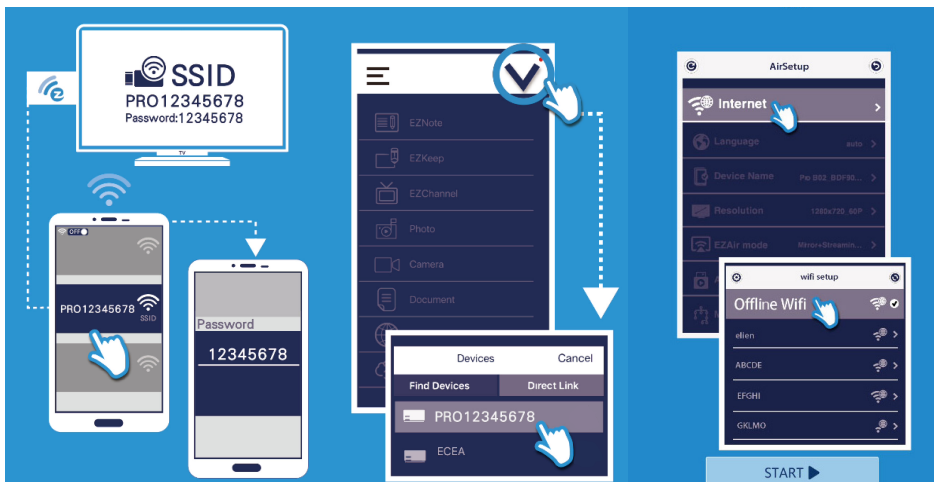 SSID
PRO12345678
Password:12345678
TV
OFF
PRO12345678
SSID
Password
12345678
EZNote
EZKeep
EZChannel
Photo
Camera
Document
Devices Cancel
Find Devices Direct Link
PRO12345678
ECEA
AirSetup
Internet
Language auto
Device Name
Resolution 1280x720_60P
EZAir mode Mirror+Streamin...
wifi setup
Offline Wifi
elien
ABCDE
EFGHI
GKLMO
START